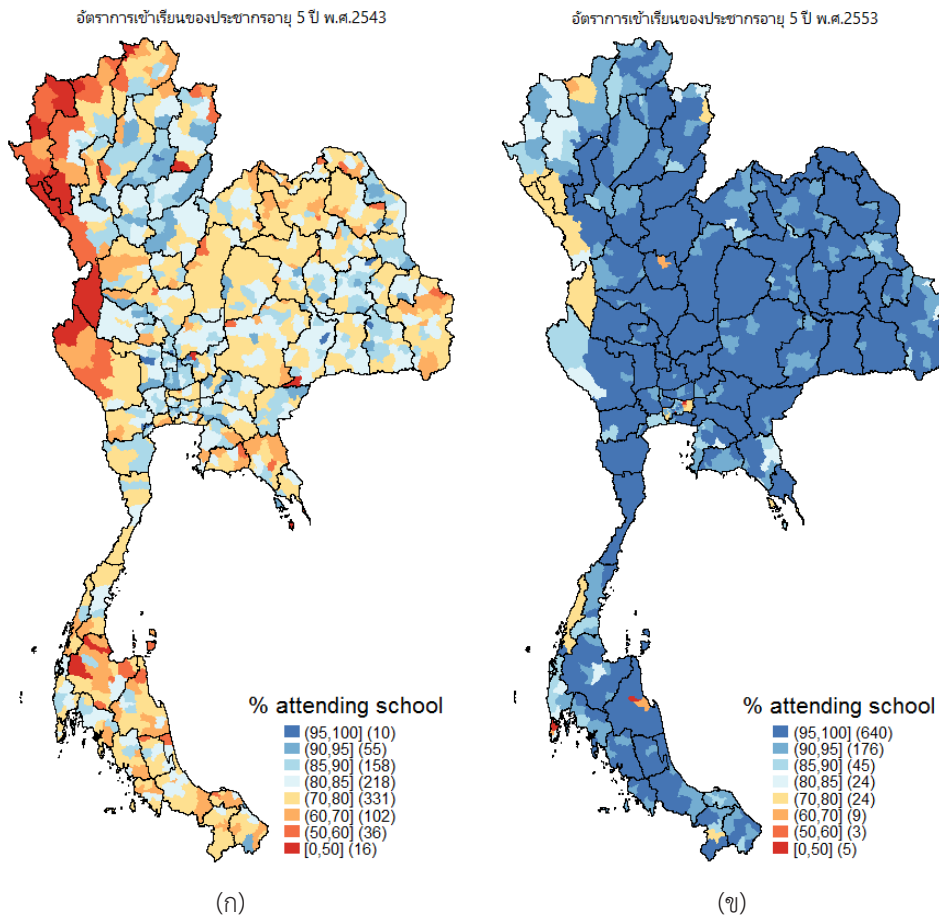 อัตราการเข้าเรียนของประชากรอายุ 5 ปี พ.ศ.2543
% attending school
(95,100] (10)
(90,95] (55)
(85,90] (158)
(80,85] (218)
(70,80] (331)
(60,70] (102)
(50,60] (36)
[0,50] (16)
(ก)
อัตราการเข้าเรียนของประชากรอายุ 5 ปี พ.ศ.2553
% attending school
(95,100] (640)
(90,95] (176)
(85,90] (45)
(80,85] (24)
(70,80] (24)
(60,70] (9)
(50,60] (3)
[0,50] (5)
(ข)